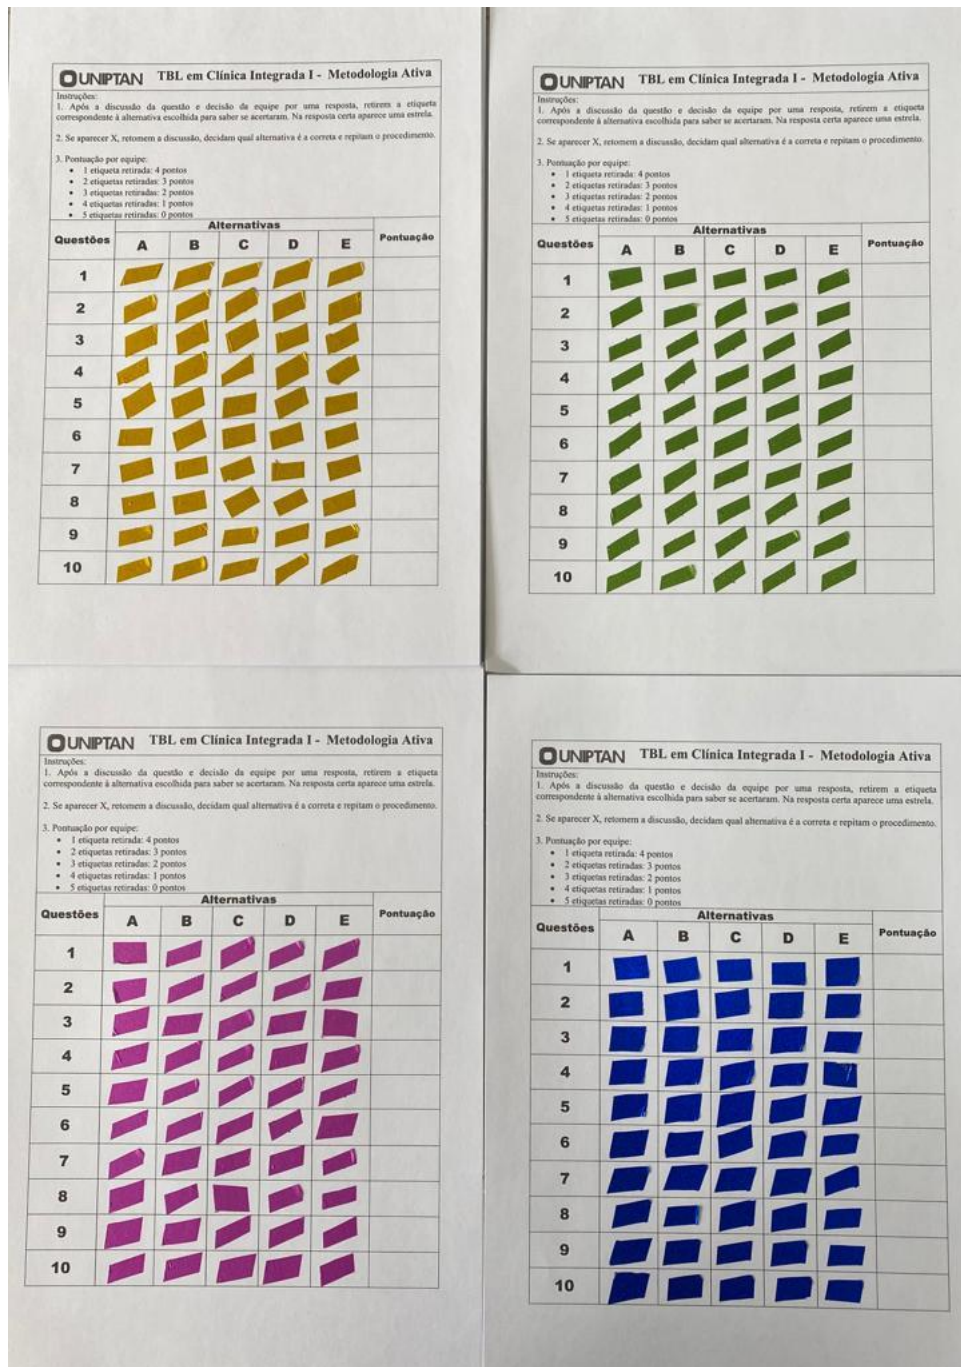 UNIPTAN TBL em Clínica Integrada I - Metodologia Ativa
Instruções:
1. Após a discussão da questão e decisão da equipe por uma resposta, retirem a etiqueta
correspondente à alternativa escolhida para saber se acertaram. Na resposta certa aparece uma estrela.
2. Se aparecer X, retomem a discussão, decidam qual alternativa é a correta e repitam o procedimento.
3. Pontuação por equipe:
• 1 etiqueta retirada: 4 pontos
• 2 etiquetas retiradas: 3 pontos
• 3 etiquetas retiradas: 2 pontos
• 4 etiquetas retiradas: 1 pontos
• 5 etiquetas retiradas: 0 pontos
Alternativas
Questões A B C D E Pontuação
1
2
3
4
5
6
7
8
9
10
UNIPTAN TBL em Clínica Integrada I - Metodologia Ativa
Instruções:
1. Após a discussão da questão e decisão da equipe por uma resposta, retirem a etiqueta
correspondente à alternativa escolhida para saber se acertaram. Na resposta certa aparece uma estrela.
2. Se aparecer X, retomem a discussão, decidam qual alternativa é a correta e repitam o procedimento.
3. Pontuação por equipe:
• 1 etiqueta retirada: 4 pontos
• 2 etiquetas retiradas: 3 pontos
• 3 etiquetas retiradas: 2 pontos
• 4 etiquetas retiradas: 1 pontos
• 5 etiquetas retiradas: 0 pontos
Alternativas
Questões A B C D E Pontuação
1
2
3
4
5
6
7
8
9
10
UNIPTAN TBL em Clínica Integrada I - Metodologia Ativa
Instruções:
1. Após a discussão da questão e decisão da equipe por uma resposta, retirem a etiqueta
correspondente à alternativa escolhida para saber se acertaram. Na resposta certa aparece uma estrela.
2. Se aparecer X, retomem a discussão, decidam qual alternativa é a correta e repitam o procedimento.
3. Pontuação por equipe:
• 1 etiqueta retirada: 4 pontos
• 2 etiquetas retiradas: 3 pontos
• 3 etiquetas retiradas: 2 pontos
• 4 etiquetas retiradas: 1 pontos
• 5 etiquetas retiradas: 0 pontos
Alternativas
Questões A B C D E Pontuação
1
2
3
4
5
6
7
8
9
10
UNIPTAN TBL em Clínica Integrada I - Metodologia Ativa
Instruções:
1. Após a discussão da questão e decisão da equipe por uma resposta, retirem a etiqueta
correspondente à alternativa escolhida para saber se acertaram. Na resposta certa aparece uma estrela.
2. Se aparecer X, retomem a discussão, decidam qual alternativa é a correta e repitam o procedimento.
3. Pontuação por equipe:
• 1 etiqueta retirada: 4 pontos
• 2 etiquetas retiradas: 3 pontos
• 3 etiquetas retiradas: 2 pontos
• 4 etiquetas retiradas: 1 pontos
• 5 etiquetas retiradas: 0 pontos
Alternativas
Questões A B C D E Pontuação
1
2
3
4
5
6
7
8
9
10